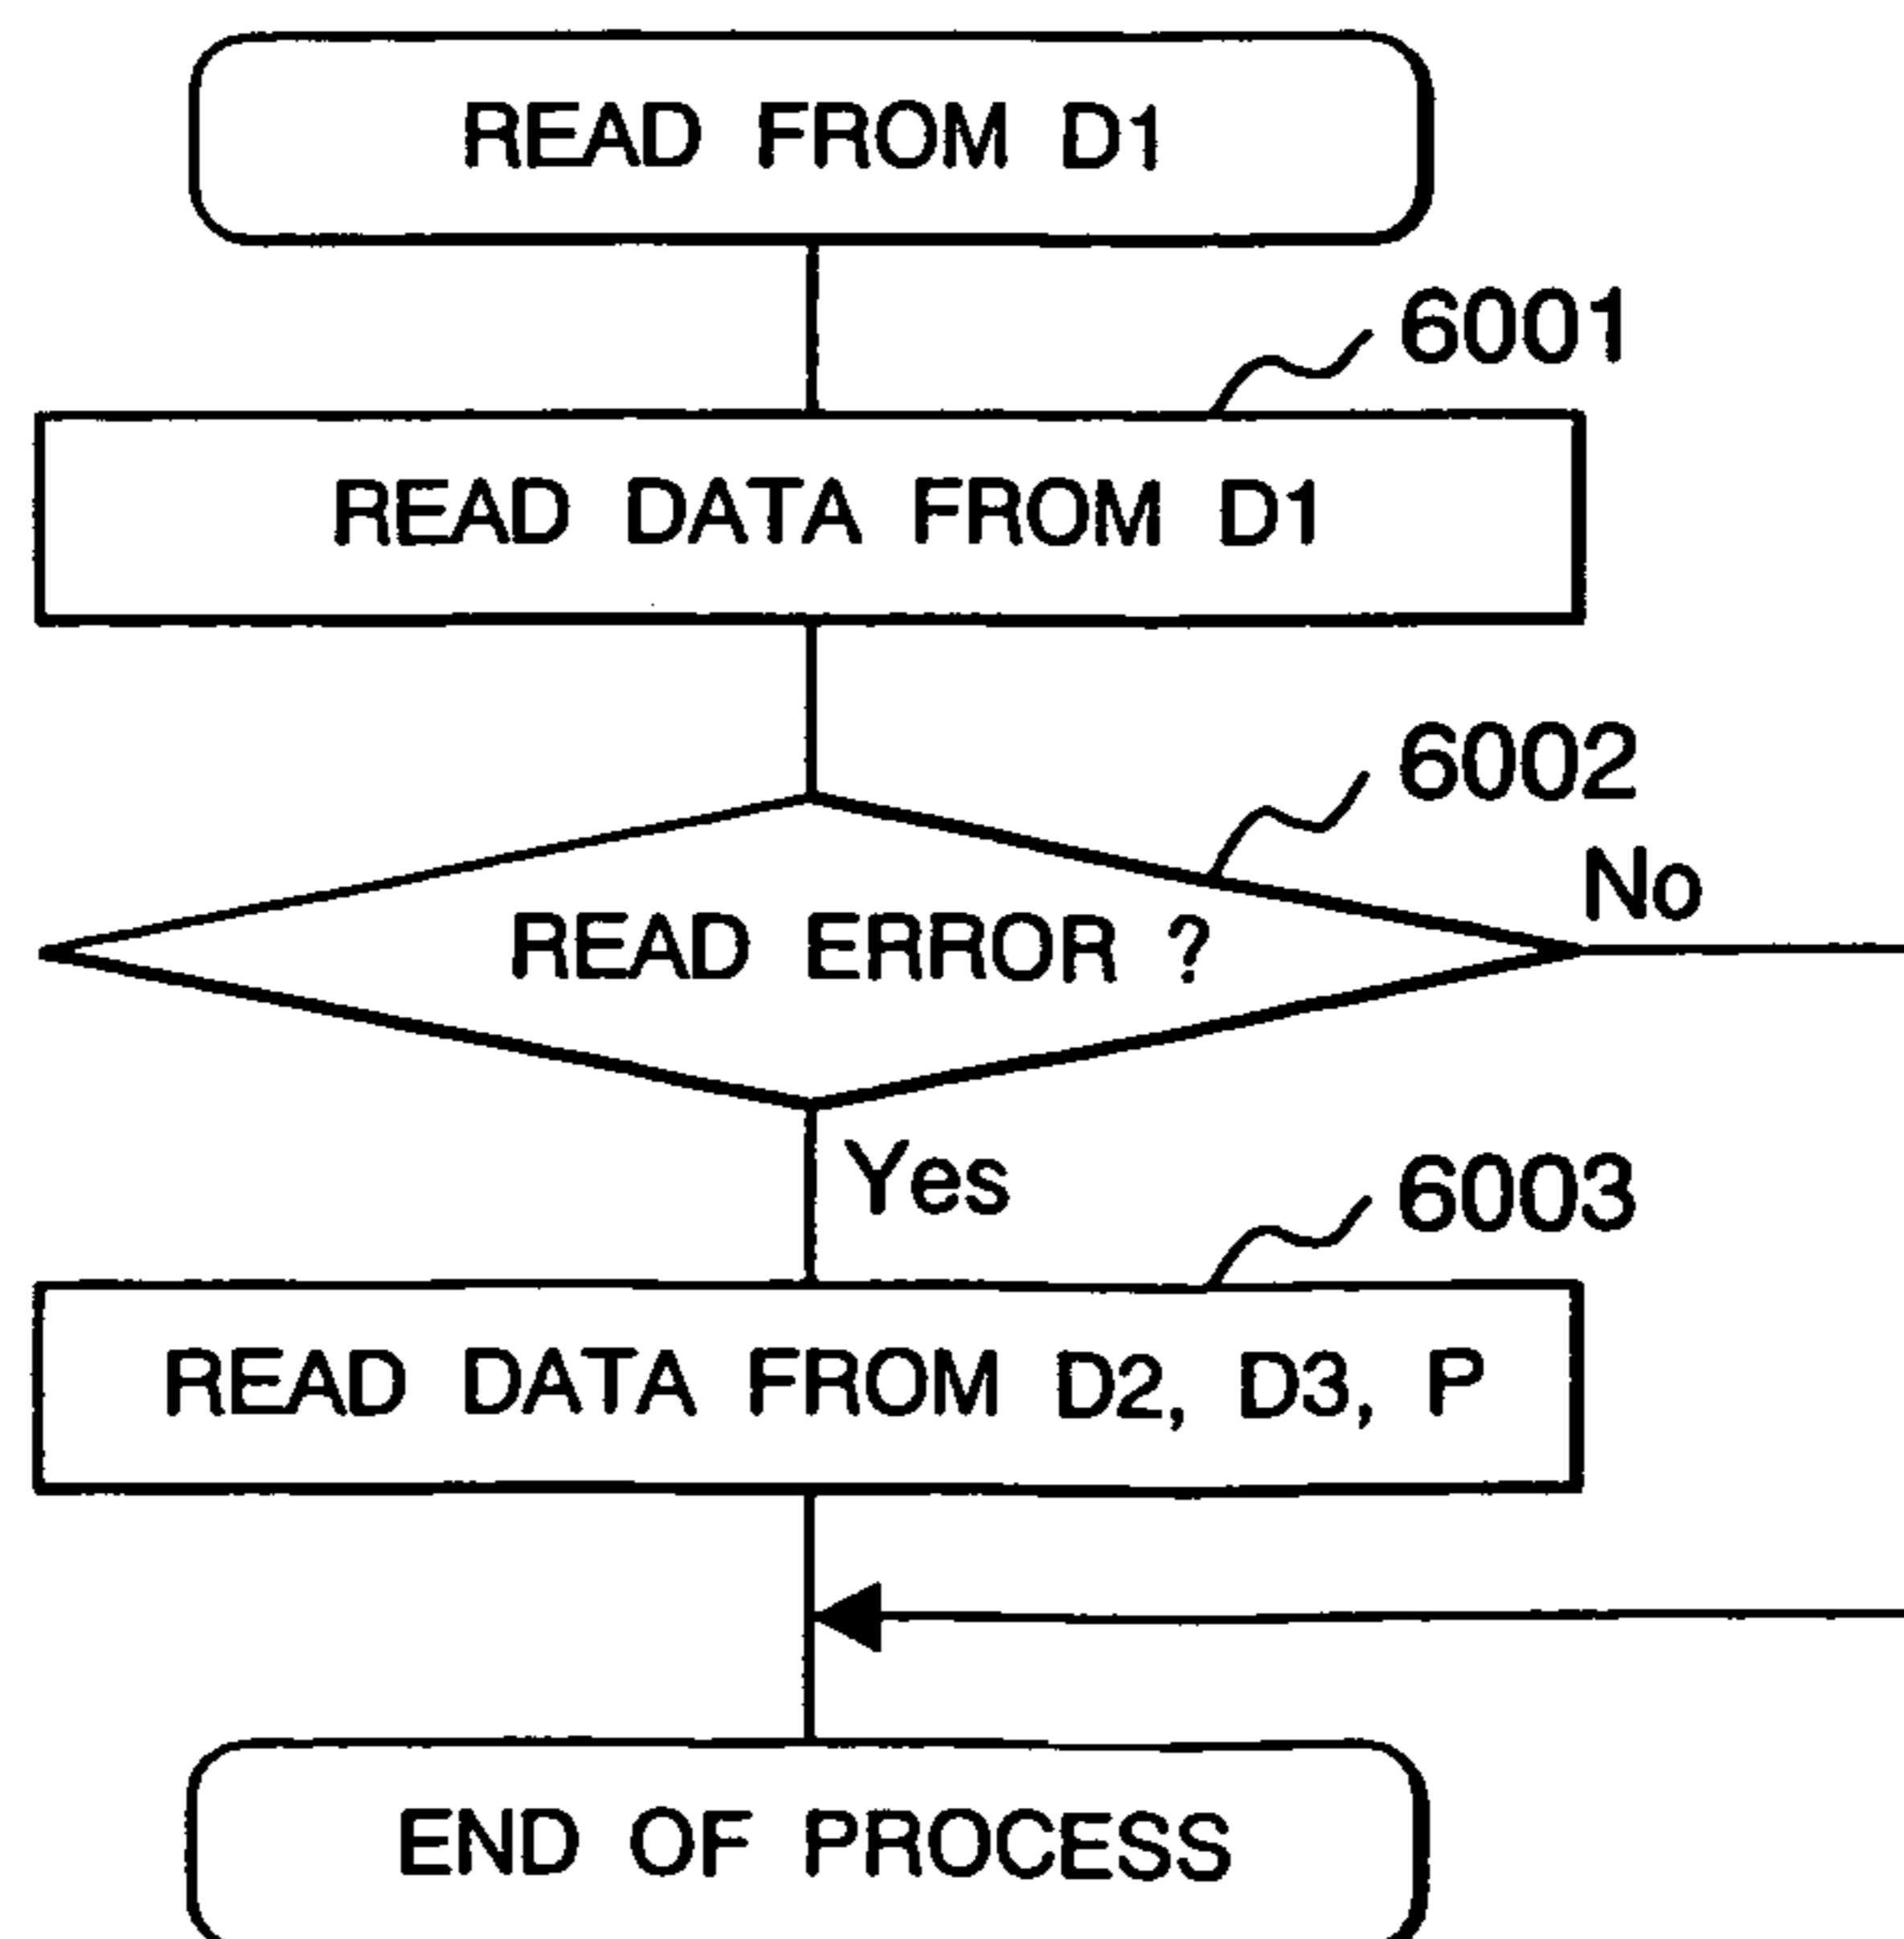 READ FROM D1
6001
READ DATA FROM D1
6002
READ ERROR ?
No
Yes
6003
READ DATA FROM D2, D3, P
END OF PROCESS